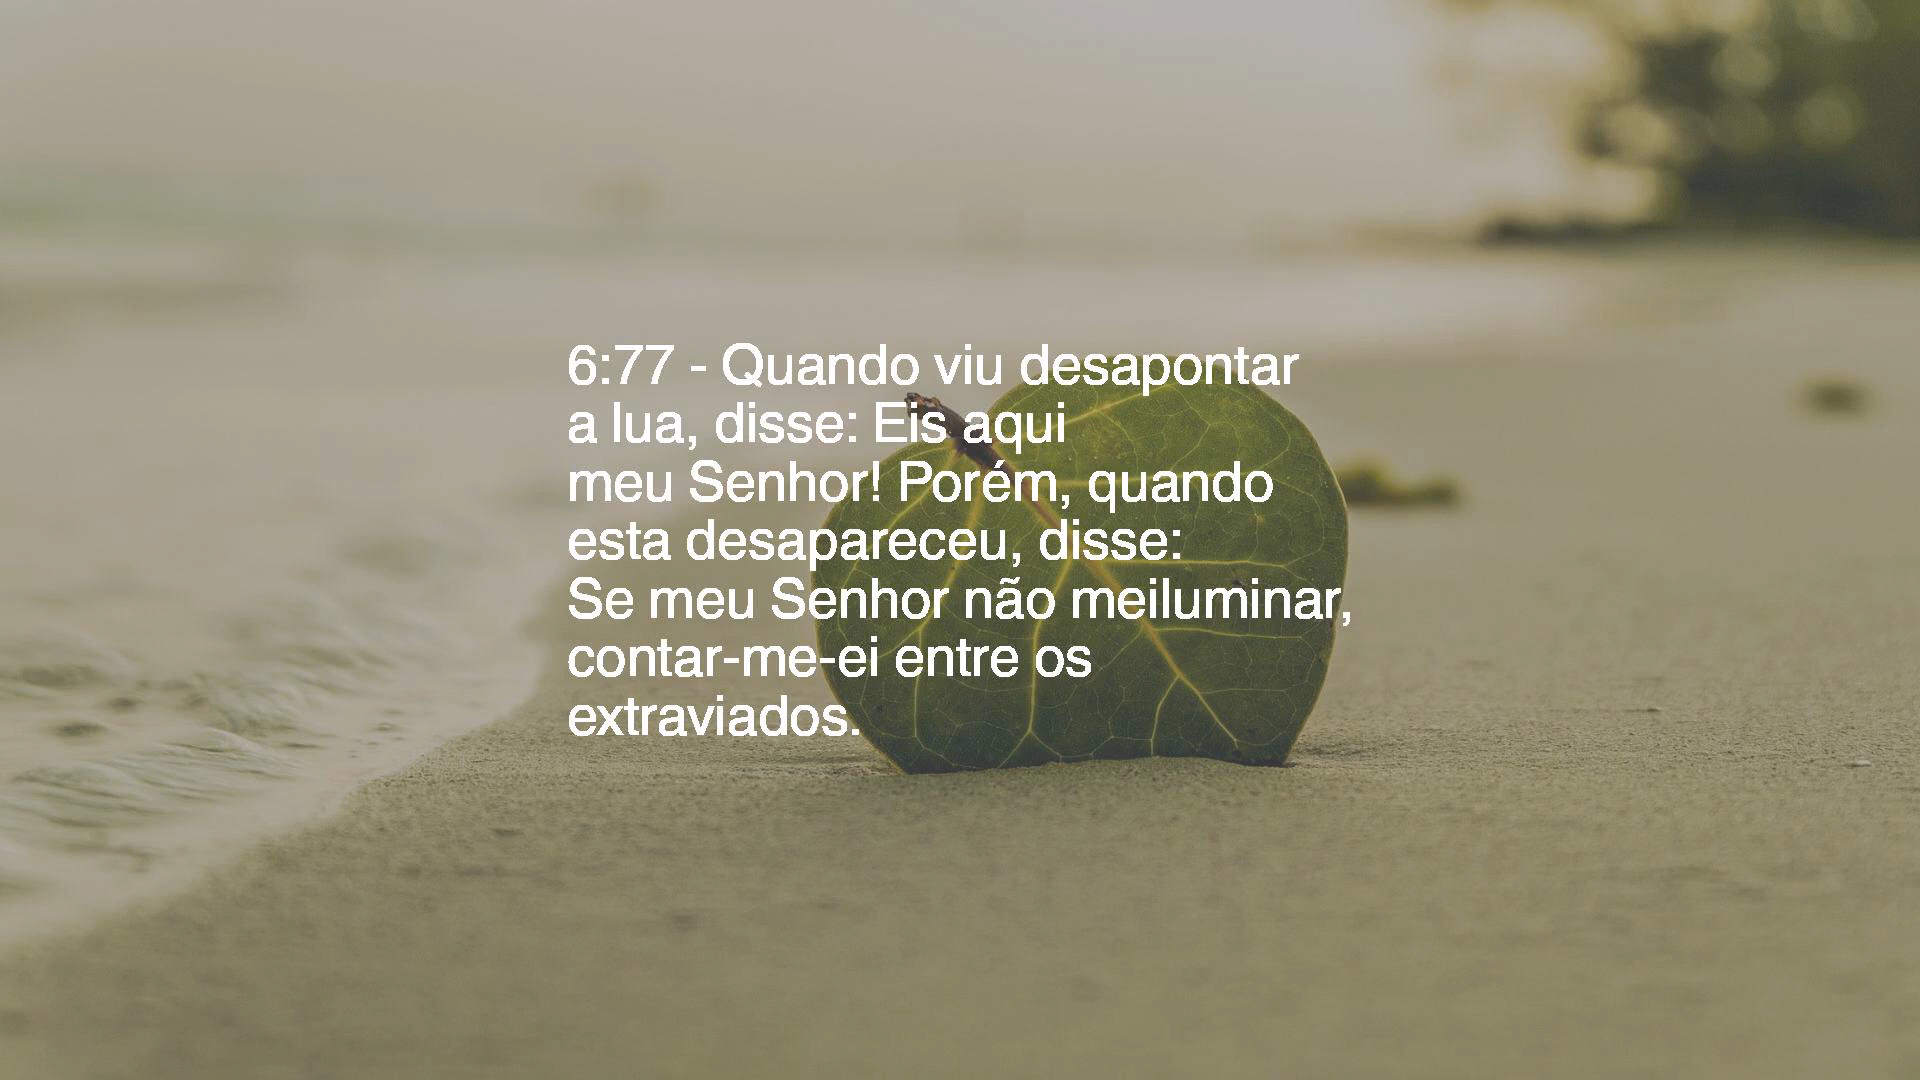 6:77 - Quando viu desapontar
a lua, disse: Eis aqui
meu Senhor! Porém, quando
esta desapareceu, disse:
Se meu Senhor não meiluminar,
contar-me-ei entre os
extraviados.